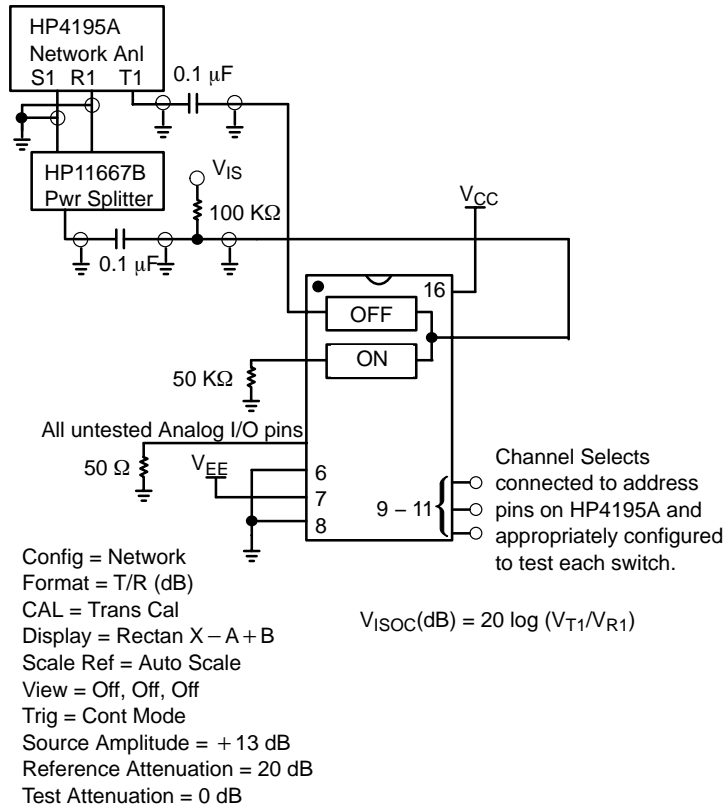 HP4195A
Network Anl
S1 R1 T1
0.1 μF
HP11667B
Pwr Splitter
VIS
100 KΩ
VCC
0.1 μF
16
OFF
ON
50 KΩ
All untested Analog I/O pins
50 Ω
VEE
6
7
8
9 – 11
Channel Selects
connected to address
pins on HP4195A and
appropriately configured
to test each switch.
Config = Network
Format = T/R (dB)
CAL = Trans Cal
Display = Rectan X – A + B
Scale Ref = Auto Scale
View = Off, Off, Off
Trig = Cont Mode
Source Amplitude = + 13 dB
Reference Attenuation = 20 dB
Test Attenuation = 0 dB
VISOC(dB) = 20 log (VT1/VR1)